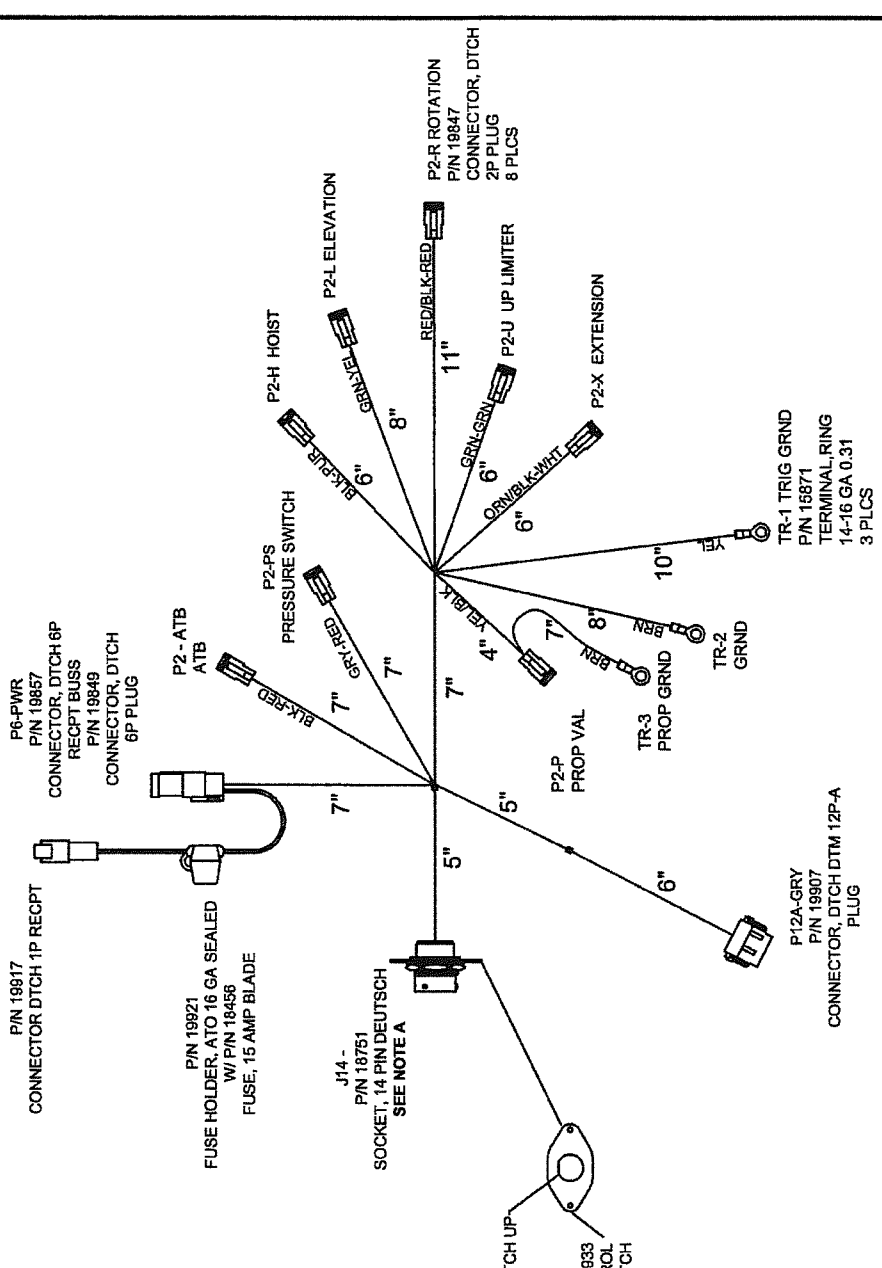 P/N 19917
CONNECTOR DTCH 1P RECPT
P6-PWR
P/N 19857
CONNECTOR, DTCH 6P
RECPT BUSS
P/N 19849
CONNECTOR, DTCH
6P PLUG
P/N 19921
FUSE HOLDER, ATO 16 GA SEALED
W/ P/N 18456
FUSE, 15 AMP BLADE
J14 -
P/N 18751
SOCKET, 14 PIN DEUTSCH
SEE NOTE A
TCH UP
933
ROL
TCH
P2 - ATB
ATB
BLK-RED
7"
P2-PS
PRESSURE SWITCH
GRY-RED
7"
7"
5"
7"
5"
6"
P12A-GRY
P/N 19907
CONNECTOR, DTCH DTM 12P-A
PLUG
P2-H HOIST
BLK-PUR
6"
P2-L ELEVATION
GRN-YEL
8"
P2-R ROTATION
P/N 19847
CONNECTOR, DTCH
2P PLUG
8 PLCS
RED/BLK-RED
11"
P2-U UP LIMITER
GRN-GRN
6"
P2-X EXTENSION
ORN/BLK-WHT
6"
TR-1 TRIG GRND
P/N 15871
TERMINAL,RING
14-16 GA 0.31
3 PLCS
YEL
10"
TR-2
GRND
BRN
8"
TR-3
PROP GRND
BRN
7"
P2-P
PROP VAL
YEL/BLK
4"